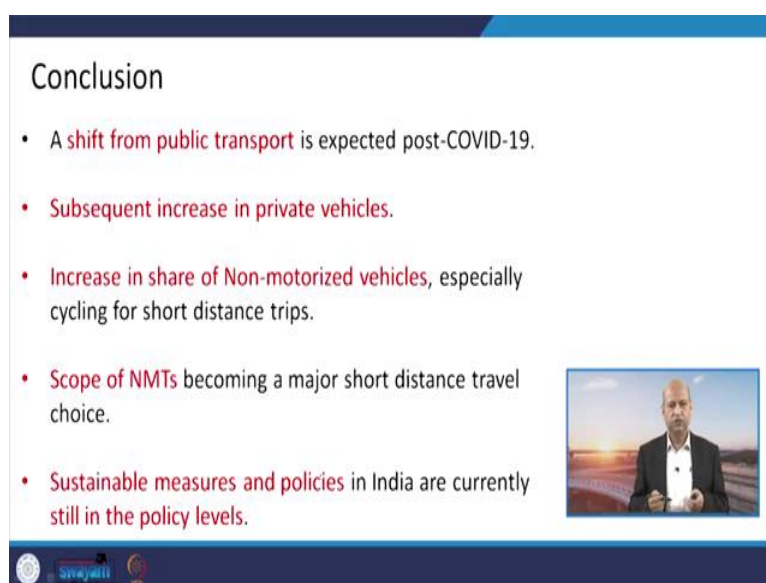 Conclusion
• A shift from public transport is expected post-COVID-19.
• Subsequent increase in private vehicles.
• Increase in share of Non-motorized vehicles, especially
cycling for short distance trips.
• Scope of NMTs becoming a major short distance travel
choice.
• Sustainable measures and policies in India are currently
still in the policy levels.
swayam